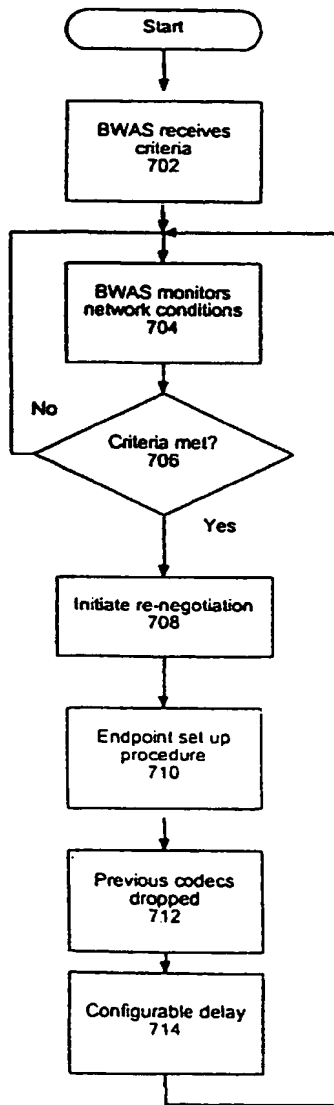 Start
BWAS receives
criteria
702
BWAS monitors
network conditions
704
No
Criteria met?
706
Yes
Initiate re-negotiation
708
Endpoint set up
procedure
710
Previous codecs
dropped
712
Configurable delay
714